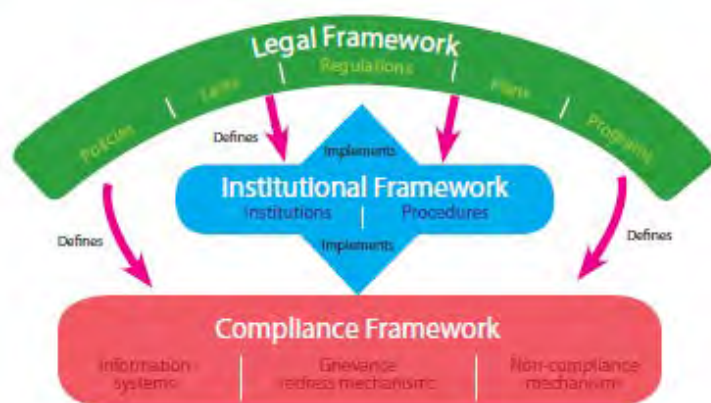 Legal Framework
Policies | Laws | Regulations | Plans | Programs
Defines
Implements
Institutional Framework
Institutions | Procedures
Implements
Defines
Defines
Compliance Framework
Information systems | Grievance redress mechanisms | Non-compliance mechanisms